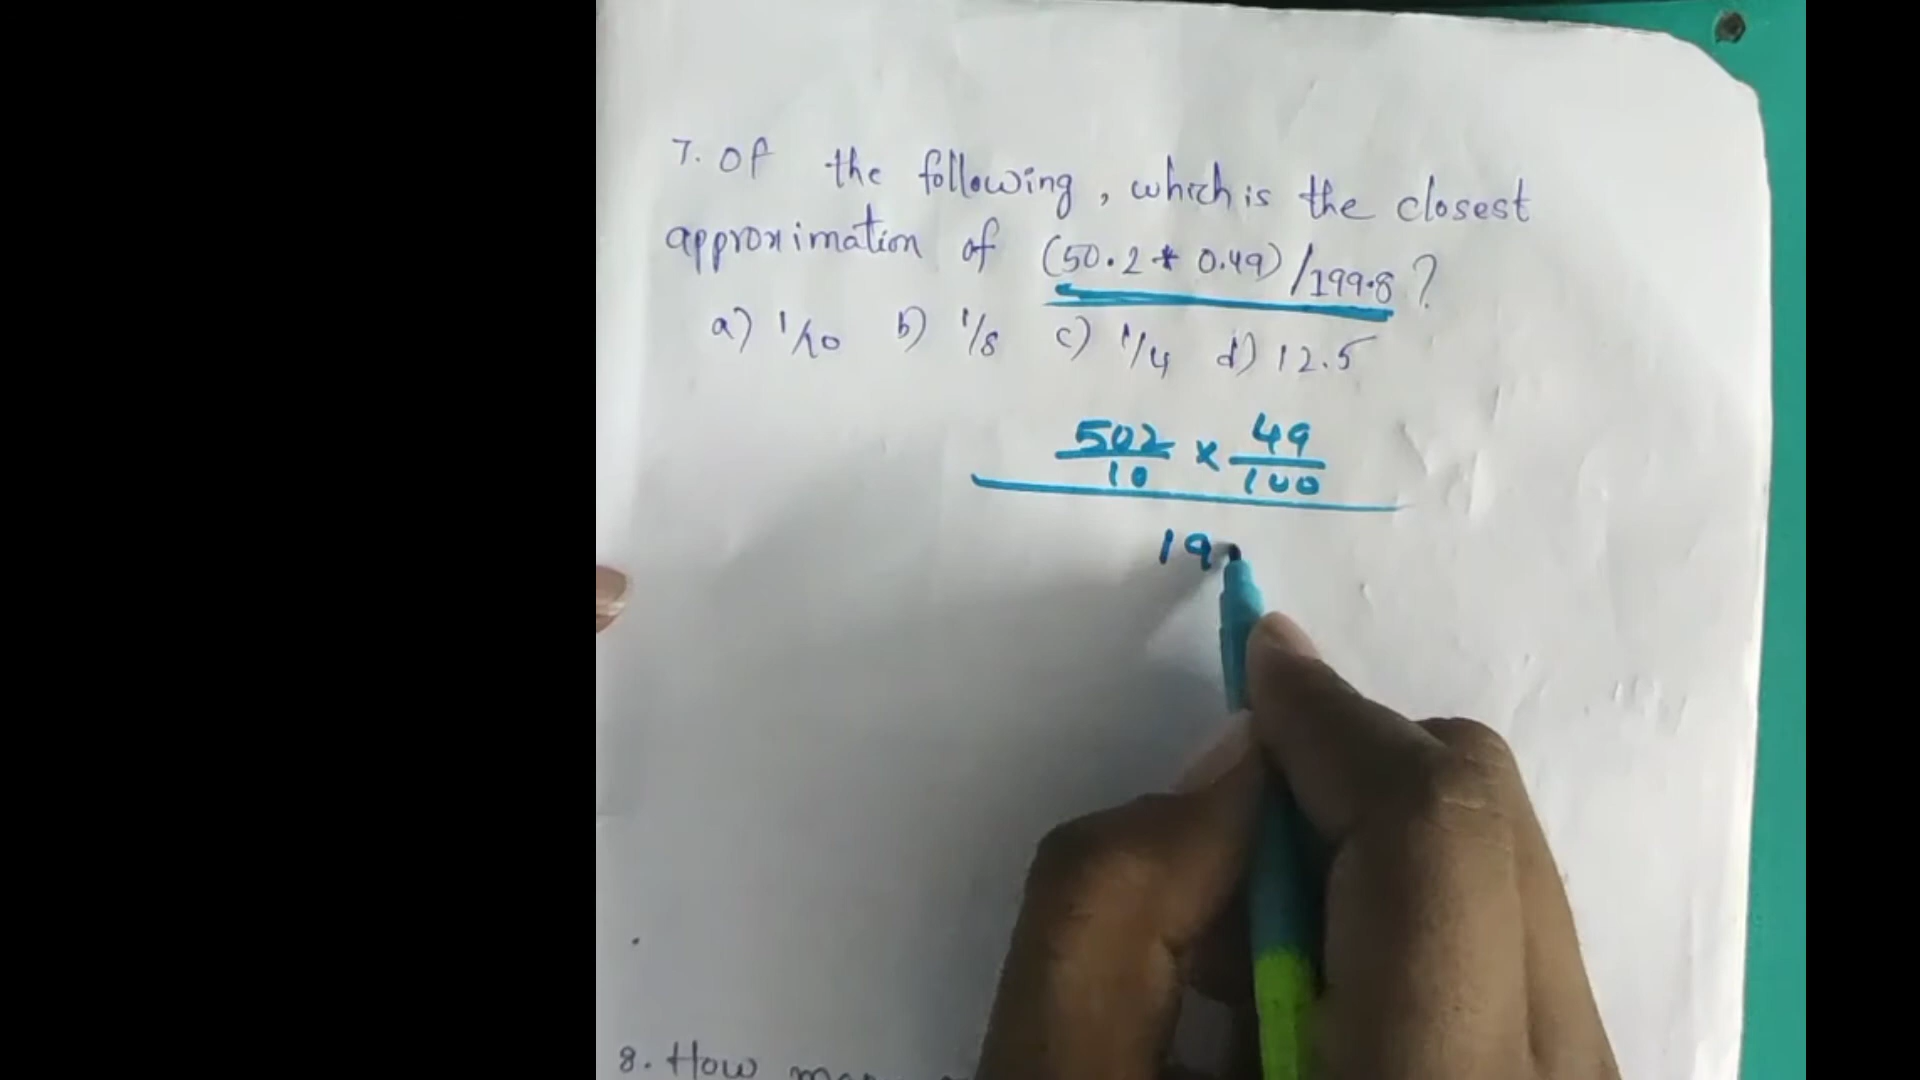 7. Of the following, which is the closest
approximation of (50.2 * 0.49) / 199.8 ?
a) 1/10 b) 1/8 c) 1/4 d) 12.5
502/10 × 49/100
19
8. How